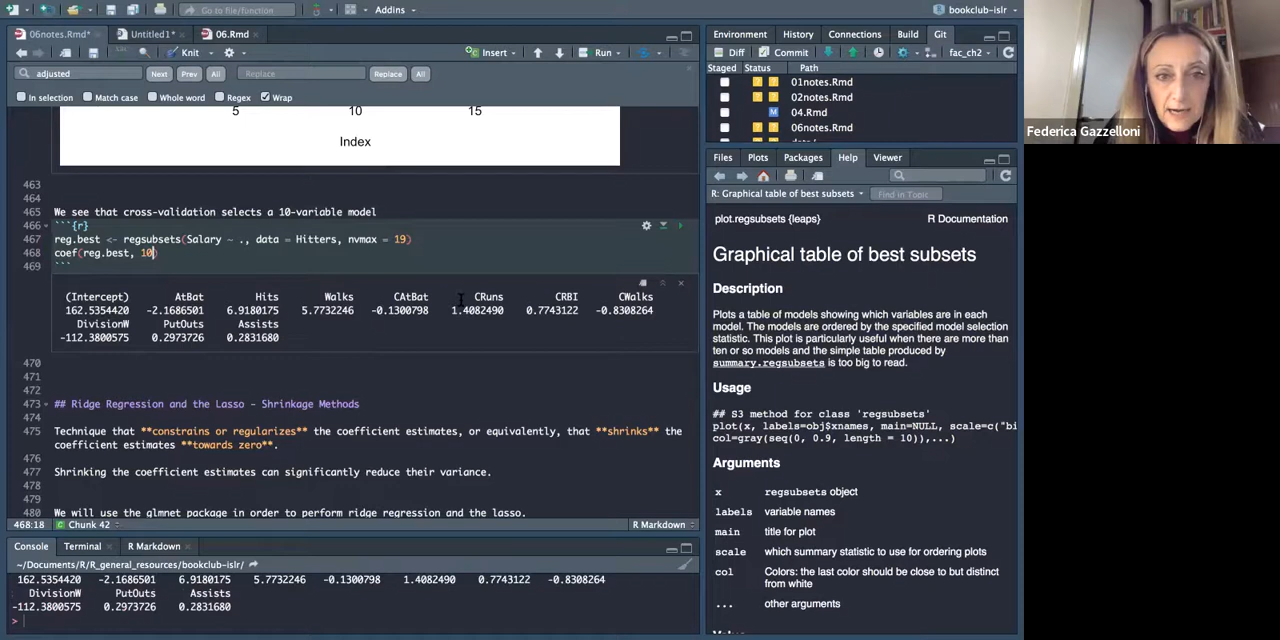 Go to file/function
Addins
bookclub-islr
06notes.Rmd*
Untitled1*
06.Rmd
Knit
Insert
Run
adjusted
Next
Prev
All
Replace
Replace
All
In selection
Match case
Whole word
Regex
Wrap
5 10 15
Index
463
464
465 We see that cross-validation selects a 10-variable model
466 ```{r}
467 reg.best <- regsubsets(Salary ~ ., data = Hitters, nvmax = 19)
468 coef(reg.best, 10)
469 ```
(Intercept) AtBat Hits Walks CAtBat CRuns CRBI CWalks
162.5354420 -2.1686501 6.9180175 5.7732246 -0.1300798 1.4082490 0.7743122 -0.8308264
DivisionW PutOuts Assists
-112.3800575 0.2973726 0.2831680
470
471
472
473 ## Ridge Regression and the Lasso - Shrinkage Methods
474
475 Technique that **constrains or regularizes** the coefficient estimates, or equivalently, that **shrinks** the
coefficient estimates **towards zero**.
476
477 Shrinking the coefficient estimates can significantly reduce their variance.
478
479
480 We will use the glmnet package in order to perform ridge regression and the lasso.
468:18 Chunk 42 R Markdown
Console Terminal R Markdown
~/Documents/R/R_general_resources/bookclub-islr/
162.5354420 -2.1686501 6.9180175 5.7732246 -0.1300798 1.4082490 0.7743122 -0.8308264
DivisionW PutOuts Assists
-112.3800575 0.2973726 0.2831680
>
Environment History Connections Build Git
Diff Commit fac_ch2
Staged Status Path
01notes.Rmd
02notes.Rmd
M 04.Rmd
06notes.Rmd
Files Plots Packages Help Viewer
R: Graphical table of best subsets Find in Topic
plot.regsubsets {leaps} R Documentation
Graphical table of best subsets
Description
Plots a table of models showing which variables are in each
model. The models are ordered by the specified model selection
statistic. This plot is particularly useful when there are more than
ten or so models and the simple table produced by
summary.regsubsets is too big to read.
Usage
## S3 method for class 'regsubsets'
plot(x, labels=obj$xnames, main=NULL, scale=c("bi
col=gray(seq(0, 0.9, length = 10)),...)
Arguments
x regsubsets object
labels variable names
main title for plot
scale which summary statistic to use for ordering plots
col Colors: the last color should be close to but distinct
from white
... other arguments
Federica Gazzelloni